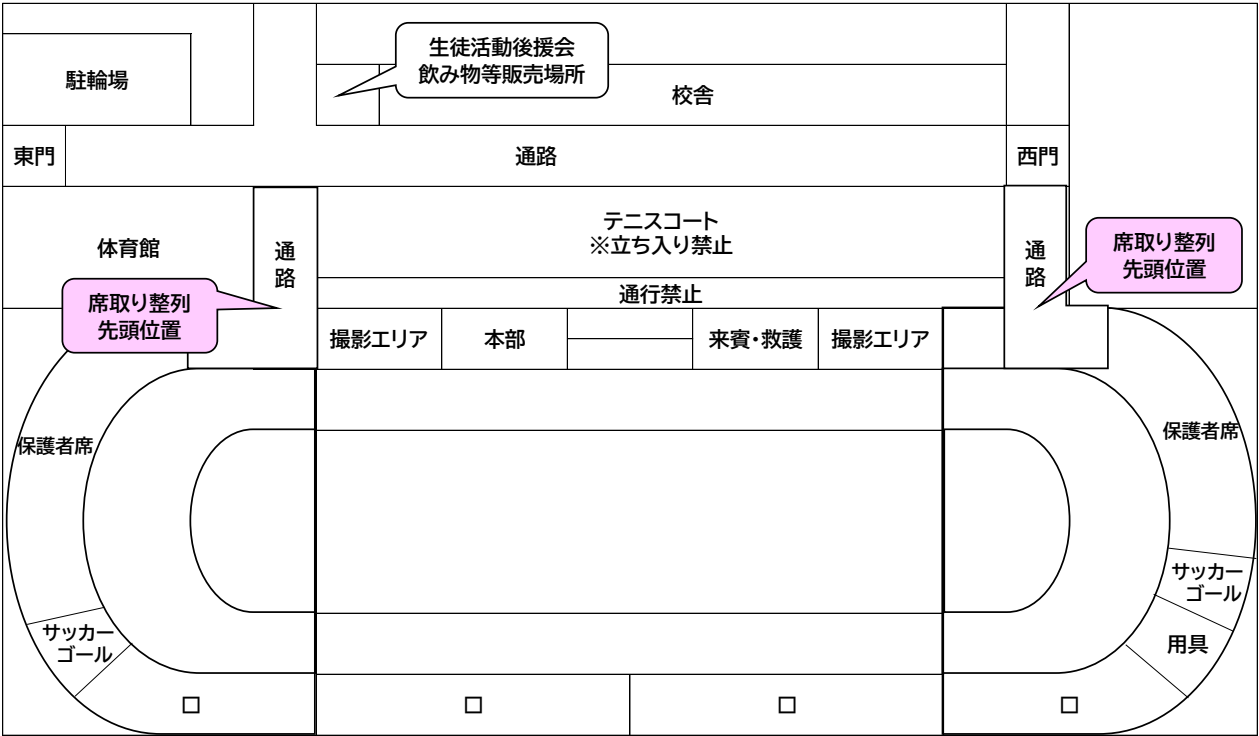 生徒活動後援会
飲み物等販売場所
駐輪場
校舎
東門
通路
西門
体育館
通
路
テニスコート
※立ち入り禁止
通
路
席取り整列
先頭位置
通行禁止
席取り整列
先頭位置
撮影エリア
本部
来賓・救護
撮影エリア
保護者席
保護者席
サッカー
ゴール
サッカー
ゴール
用具
□
□
□
□